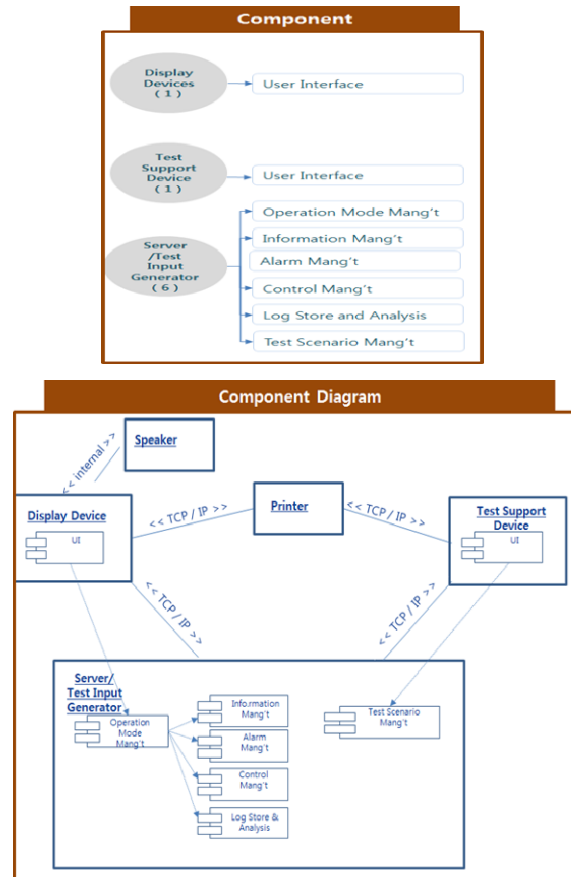 Component
Display
Devices
( 1 )
User Interface
Test
Support
Device
( 1 )
User Interface
Server
/Test
Input
Generator
( 6 )
Operation Mode Mang't
Information Mang't
Alarm Mang't
Control Mang't
Log Store and Analysis
Test Scenario Mang't
Component Diagram
Speaker
<< internal >>
Display Device
UI
<< TCP / IP >>
Printer
<< TCP / IP >>
Test Support
Device
UI
<< TCP / IP >>
<< TCP / IP >>
Server/
Test Input
Generator
Operation
Mode
Mang't
Information
Mang't
Alarm
Mang't
Control
Mang't
Log Store &
Analysis
Test Scenario
Mang't